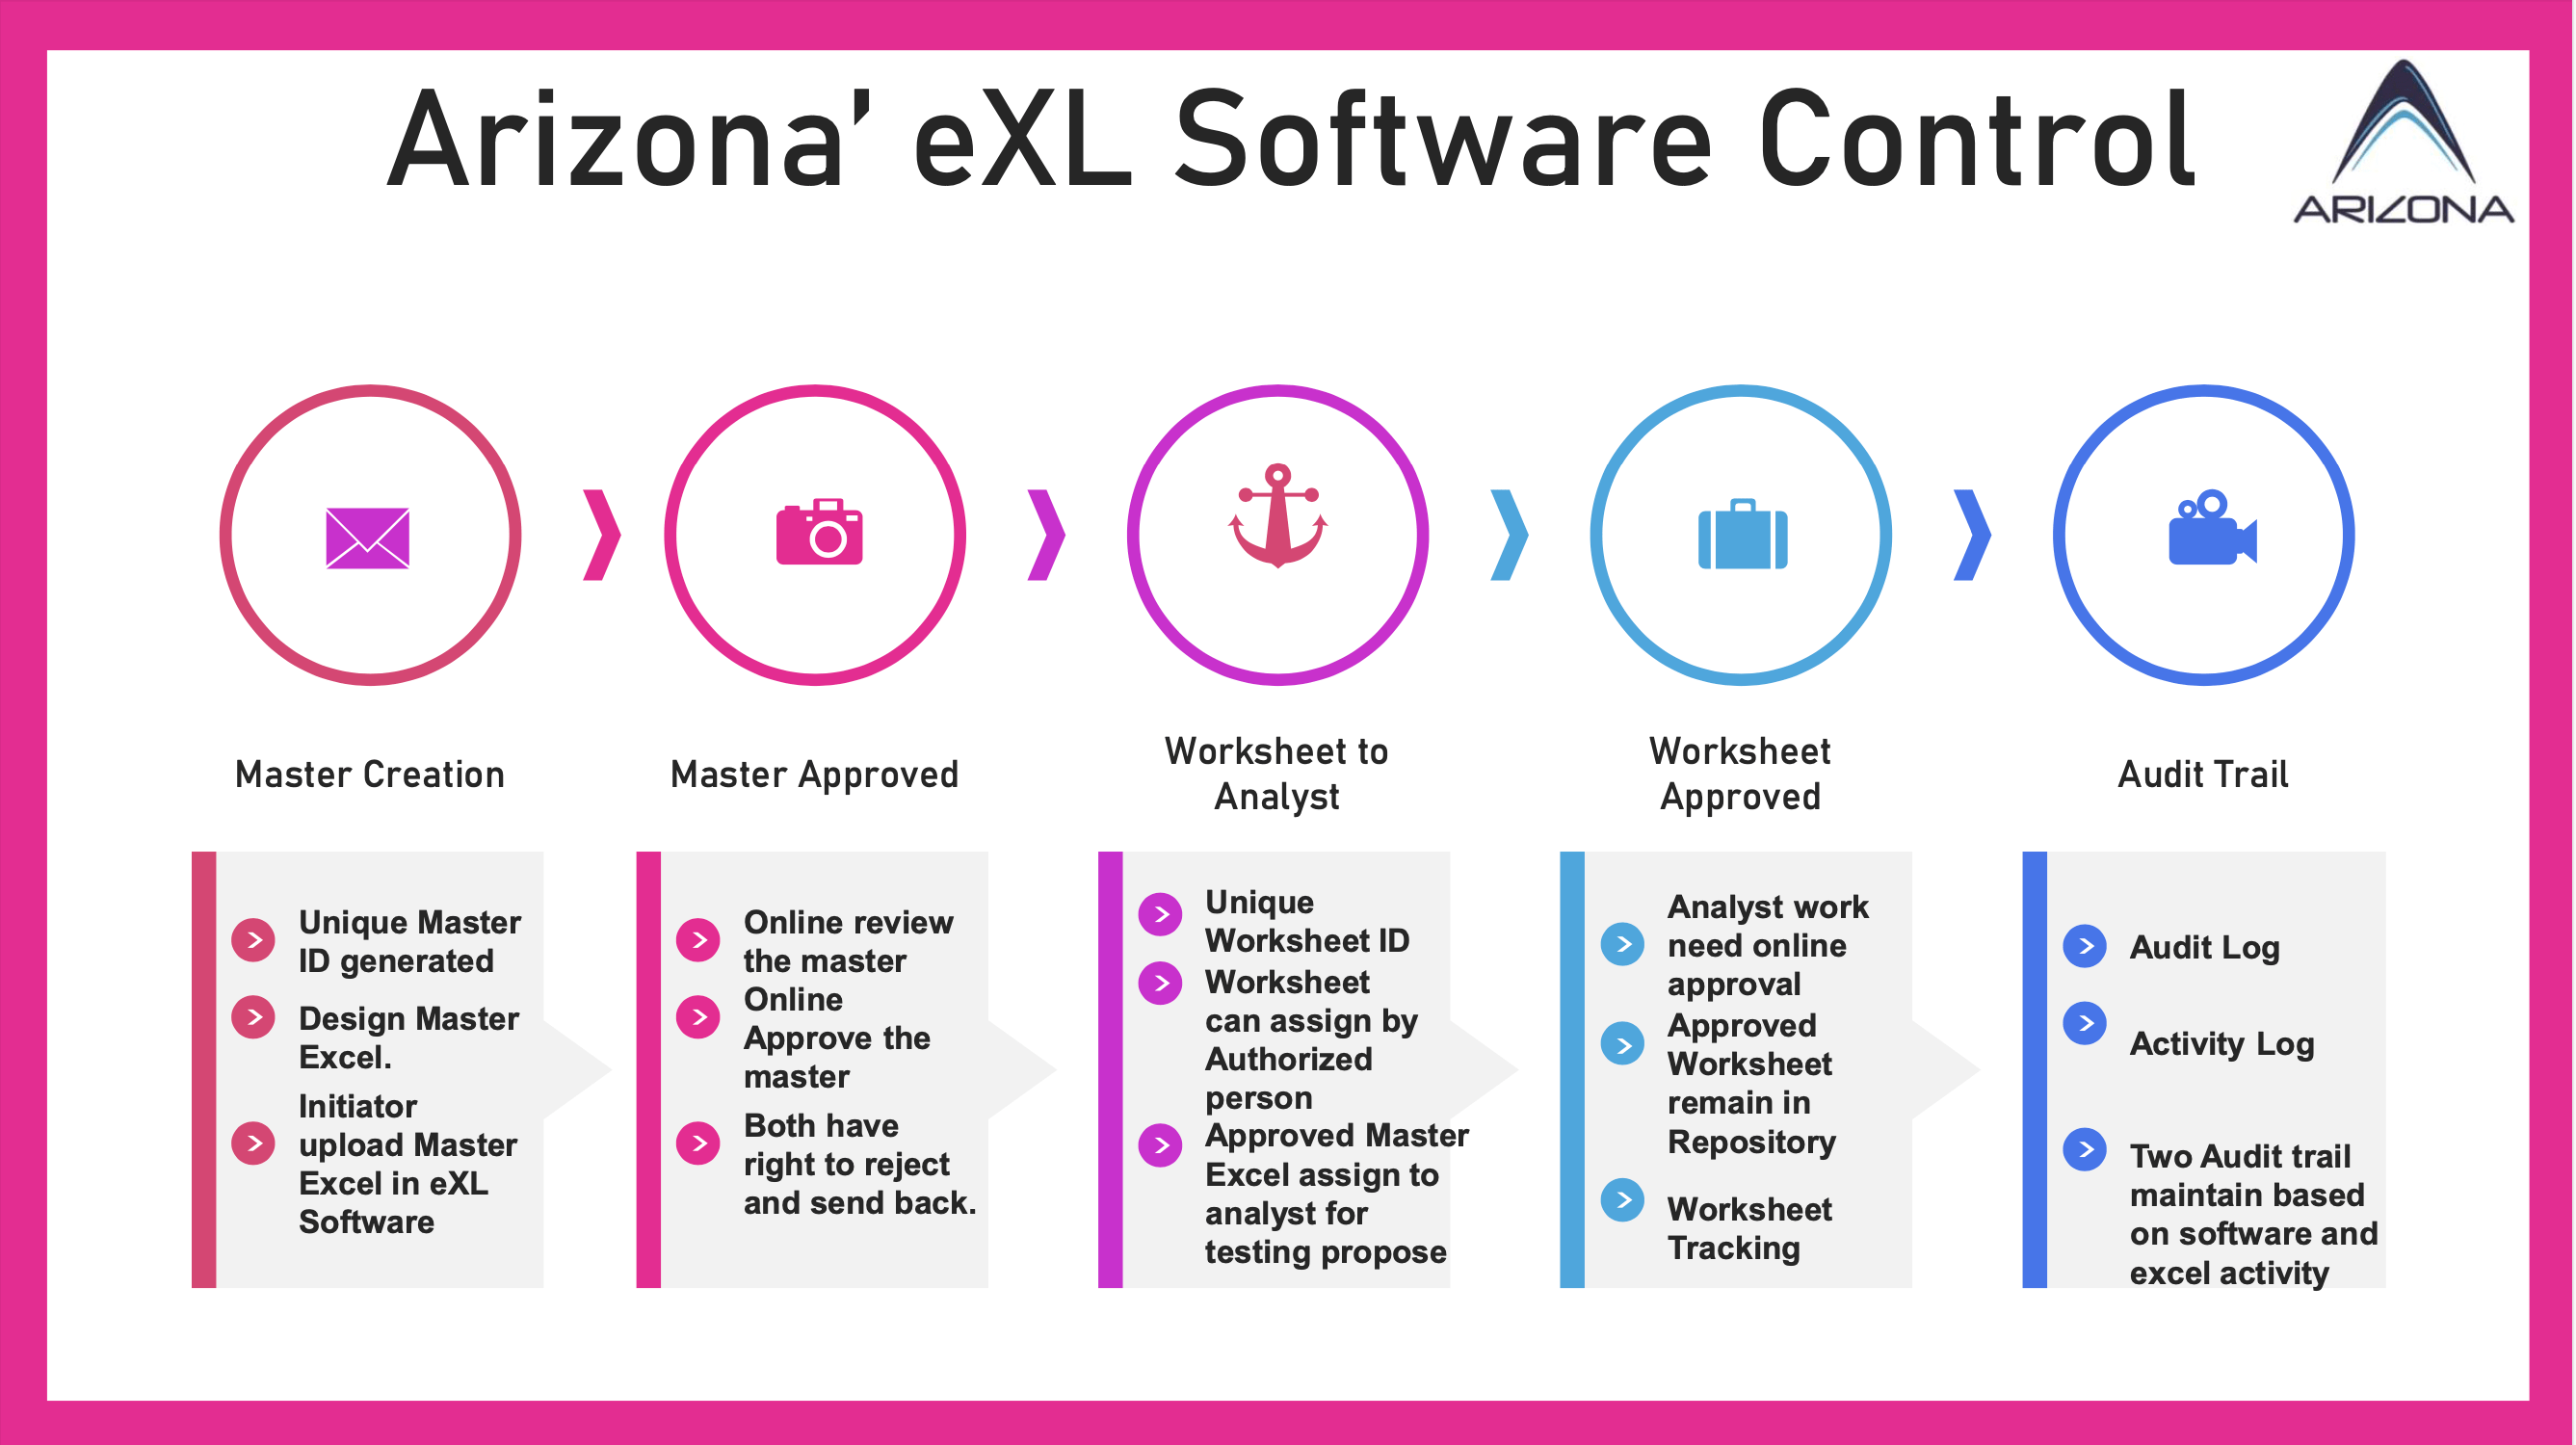 Arizona’ eXL Software Control
ARIZONA
Master Creation
Master Approved
Worksheet to
Analyst
Worksheet
Approved
Audit Trail
Unique Master
ID generated
Design Master
Excel.
Initiator
upload Master
Excel in eXL
Software
Online review
the master
Online
Approve the
master
Both have
right to reject
and send back.
Unique
Worksheet ID
Worksheet
can assign by
Authorized
person
Approved Master
Excel assign to
analyst for
testing propose
Analyst work
need online
approval
Approved
Worksheet
remain in
Repository
Worksheet
Tracking
Audit Log
Activity Log
Two Audit trail
maintain based
on software and
excel activity